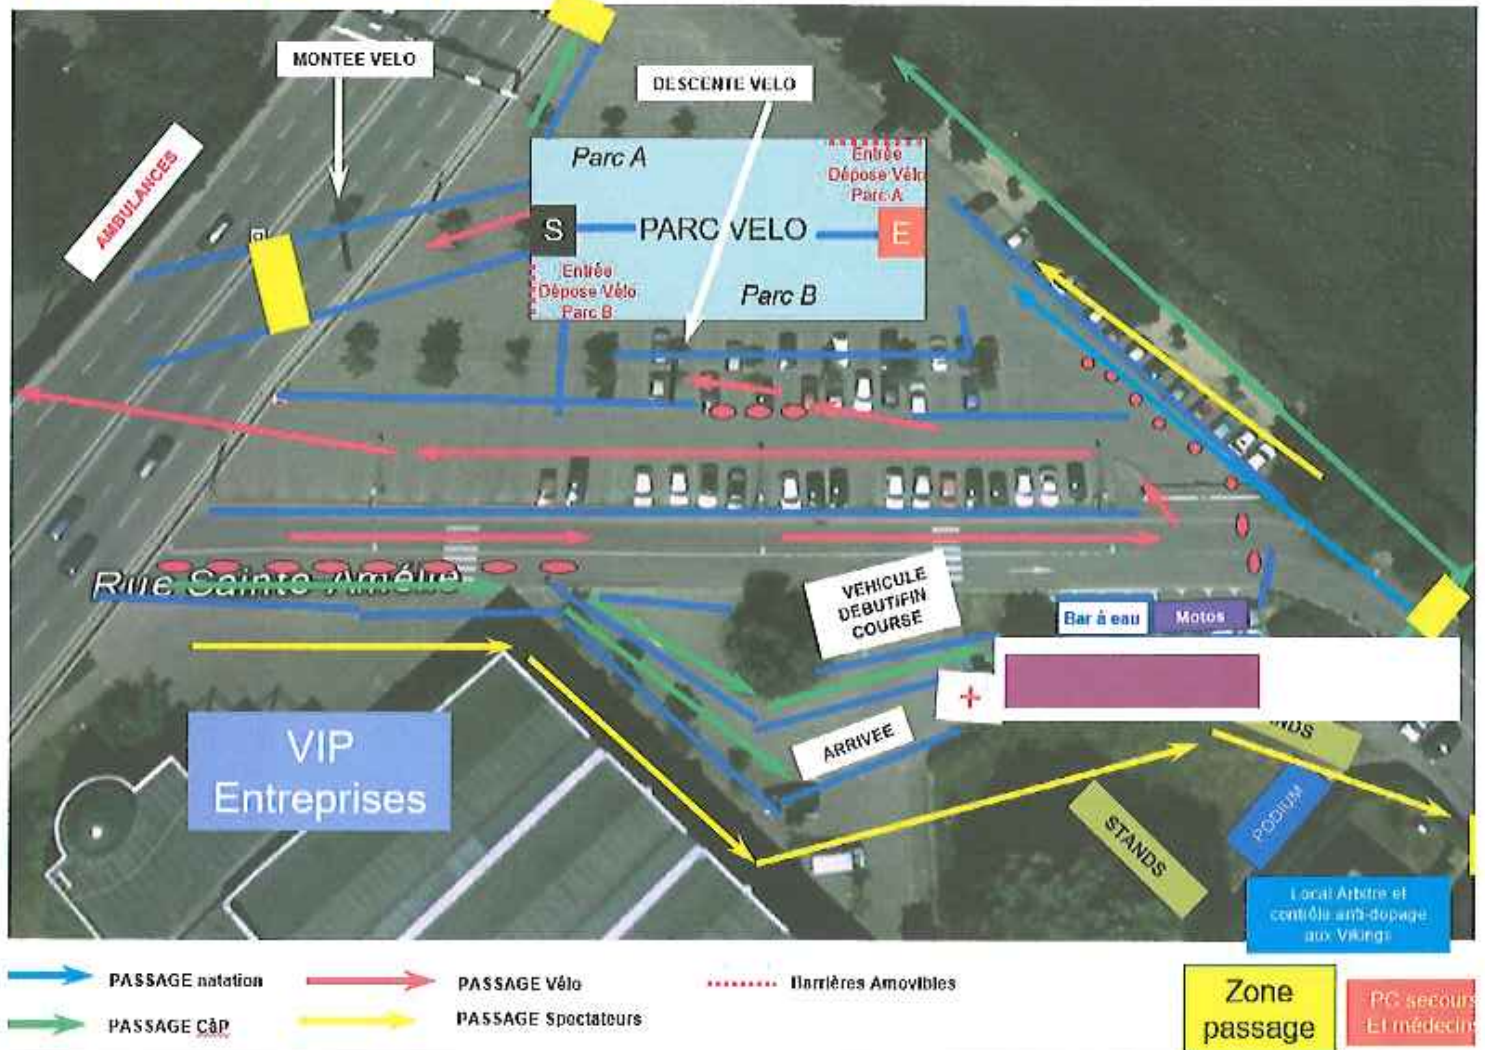 MONTEE VELO
DESCENTE VELO
AMBULANCES
Parc A
Entrée
Dépose Vélo
Parc A
S
PARC VELO
E
Entrée
Dépose Vélo
Parc B
Parc B
Rue Sainte-Amélie
VEHICULE
DEBUT/FIN
COURSE
Bar à eau
Motos
ARRIVEE
VIP
Entreprises
NDS
STANDS
PODIUM
Local Arbitre et
contrôle anti-dopage
aux Vikings
PASSAGE natation
PASSAGE Vélo
Barrières Amovibles
PASSAGE CàP
PASSAGE Spectateurs
Zone
passage
PC secours
Et médecins